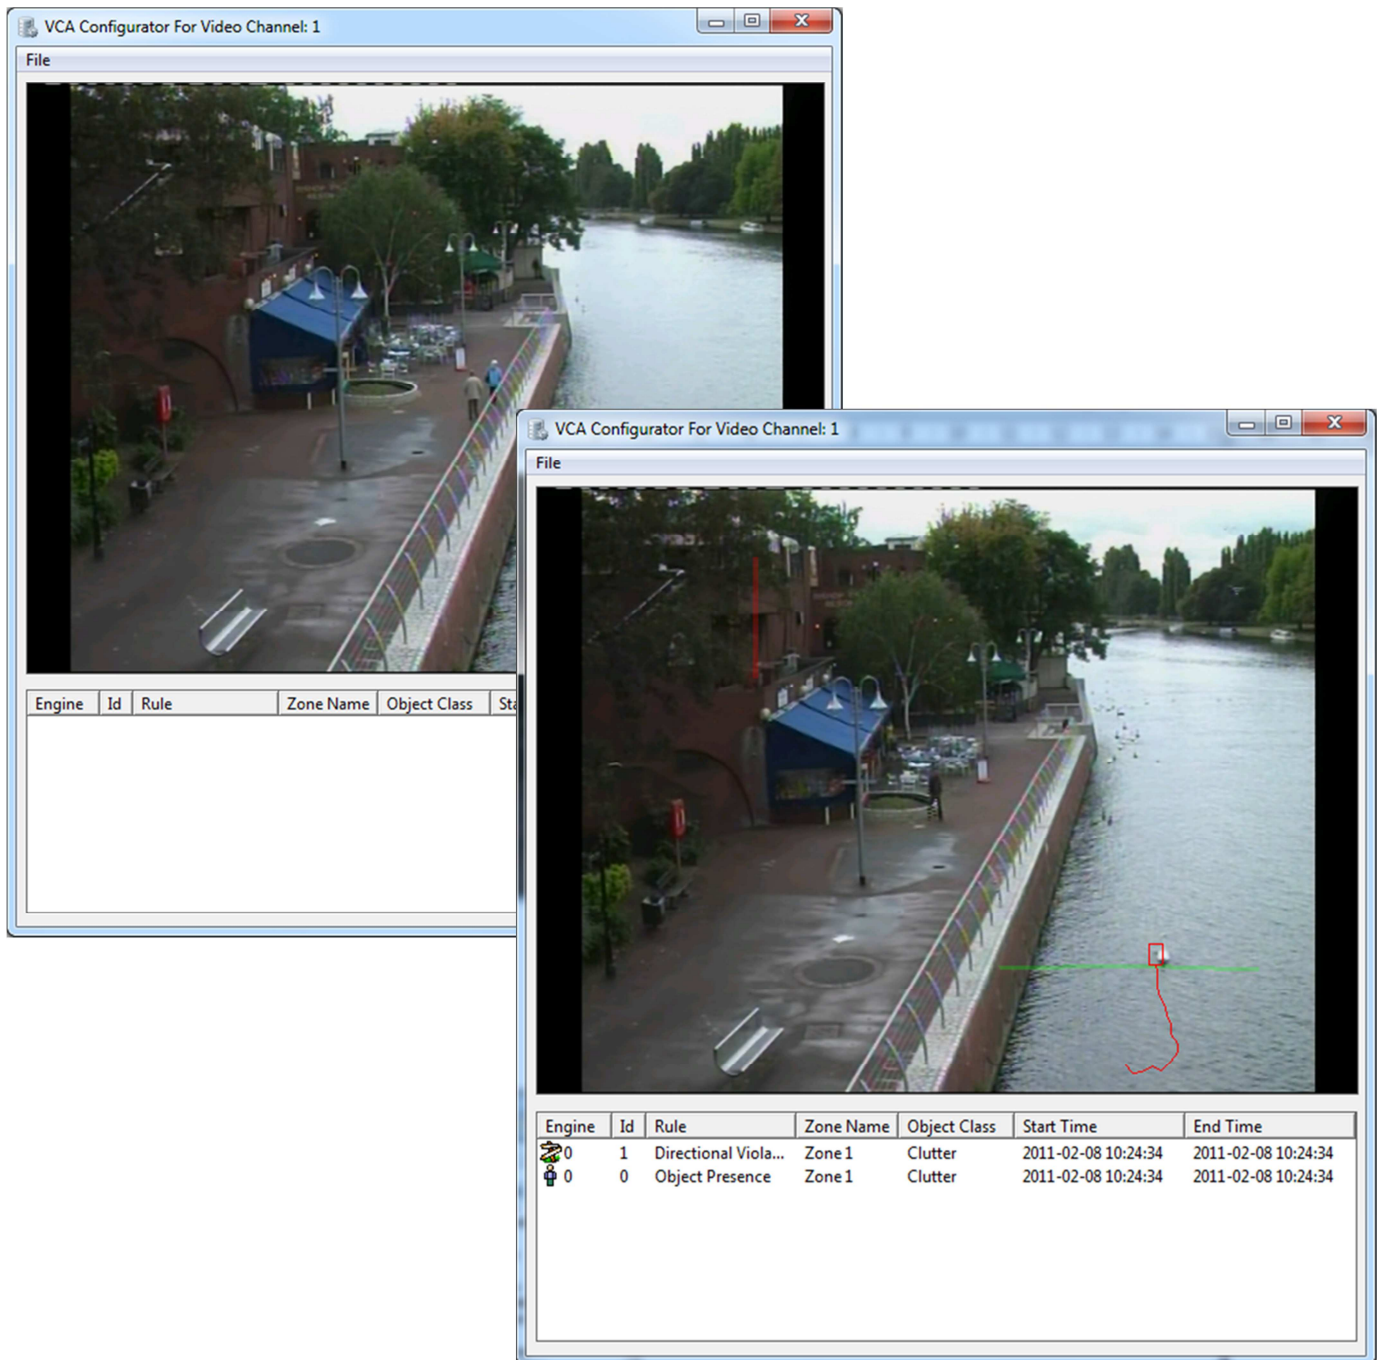 VCA Configurator For Video Channel: 1
File
Engine Id Rule Zone Name Object Class Sta
VCA Configurator For Video Channel: 1
File
Engine Id Rule Zone Name Object Class Start Time End Time
0 1 Directional Viola... Zone 1 Clutter 2011-02-08 10:24:34 2011-02-08 10:24:34
0 0 Object Presence Zone 1 Clutter 2011-02-08 10:24:34 2011-02-08 10:24:34